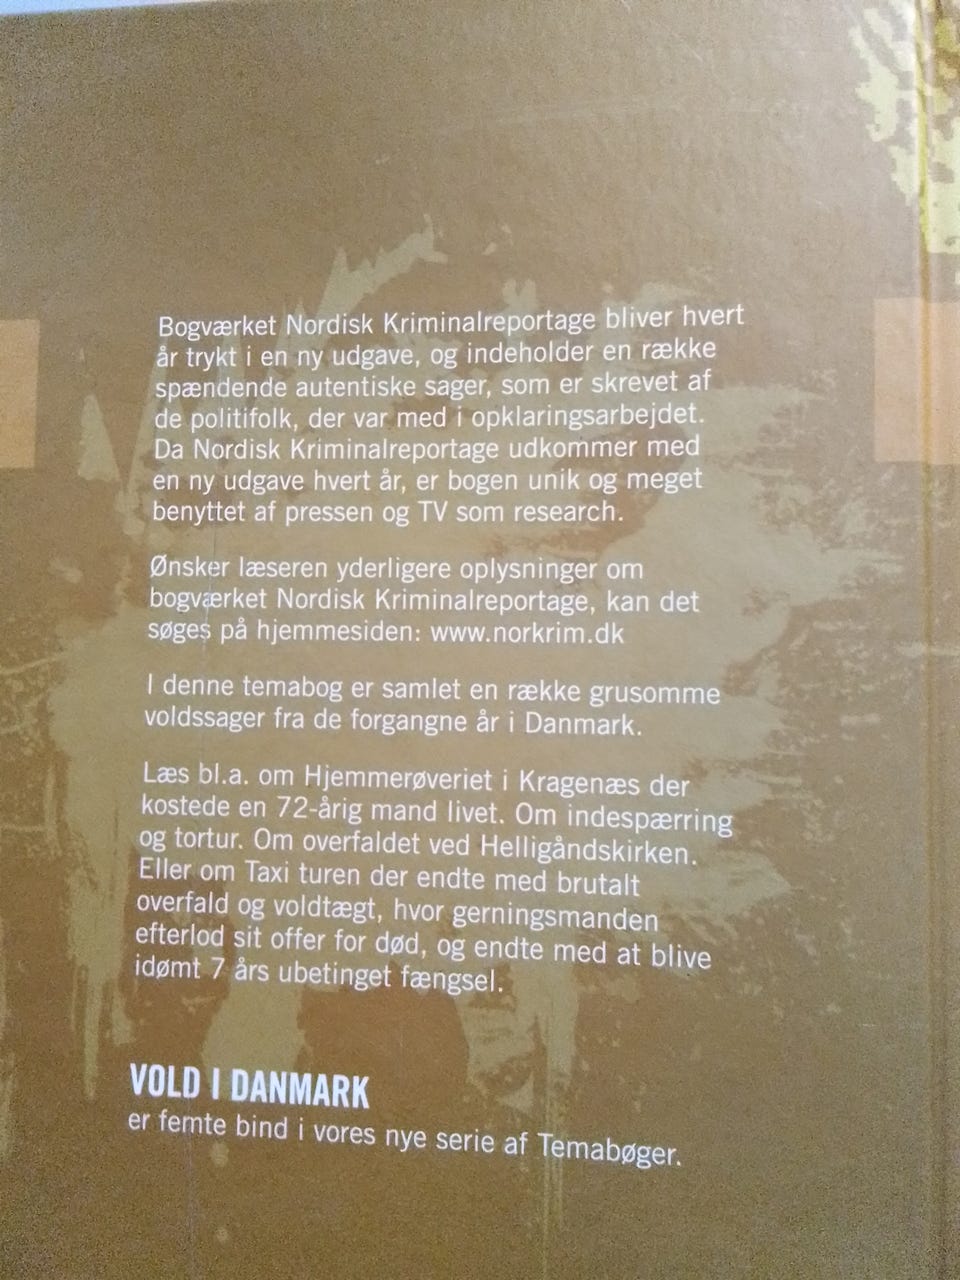 Bogværket Nordisk Kriminalreportage bliver hvert
år trykt i en ny udgave, og indeholder en række
spændende autentiske sager, som er skrevet af
de politifolk, der var med i opklaringsarbejdet.
Da Nordisk Kriminalreportage udkommer med
en ny udgave hvert år, er bogen unik og meget
benyttet af pressen og TV som research.
Ønsker læseren yderligere oplysninger om
bogværket Nordisk Kriminalreportage, kan det
søges på hjemmesiden: www.norkrim.dk
I denne temabog er samlet en række grusomme
voldssager fra de forgangne år i Danmark.
Læs bl.a. om Hjemmerøveriet i Kragenæs der
kostede en 72-årig mand livet. Om indespærring
og tortur. Om overfaldet ved Helligåndskirken.
Eller om Taxi turen der endte med brutalt
overfald og voldtægt, hvor gerningsmanden
efterlod sit offer for død, og endte med at blive
idømt 7 års ubetinget fængsel.
VOLD I DANMARK
er femte bind i vores nye serie af Temabøger.